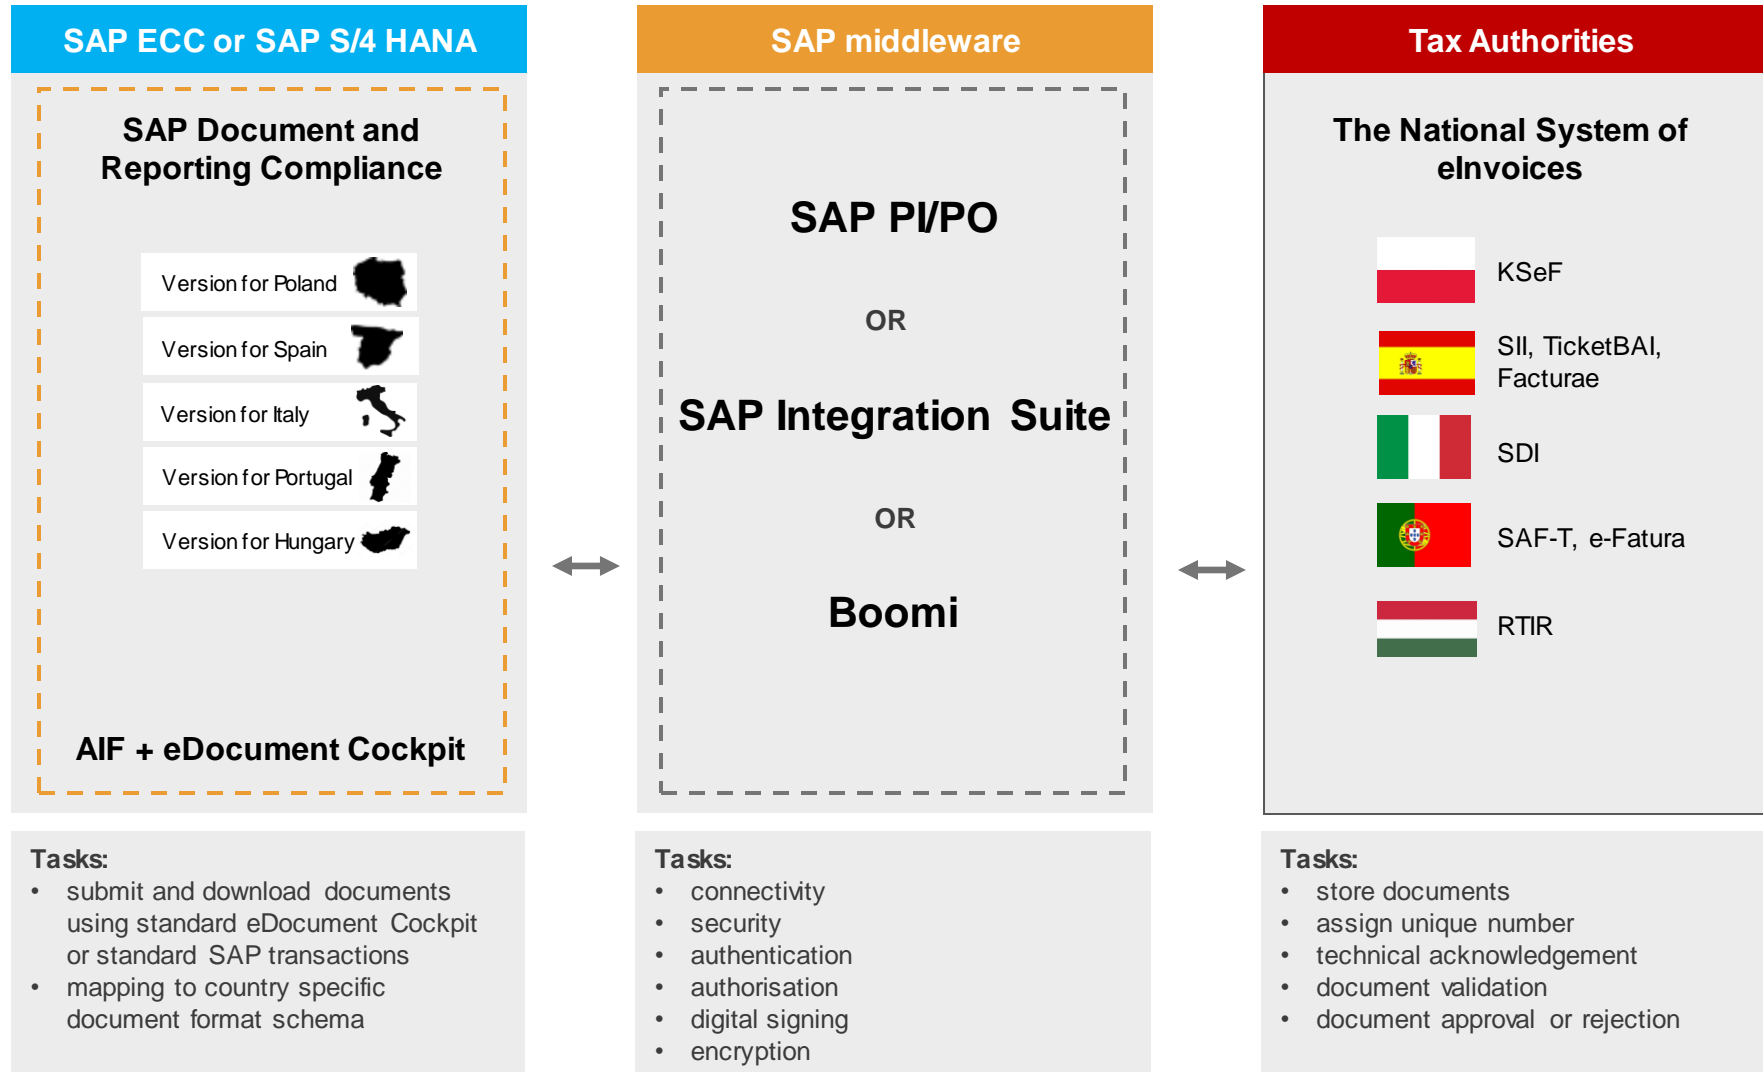 SAP ECC or SAP S/4 HANA
SAP Document and
Reporting Compliance
Version for Poland
Version for Spain
Version for Italy
Version for Portugal
Version for Hungary
AIF + eDocument Cockpit
Tasks:
• submit and download documents
using standard eDocument Cockpit
or standard SAP transactions
• mapping to country specific
document format schema
SAP middleware
SAP PI/PO
OR
SAP Integration Suite
OR
Boomi
Tasks:
• connectivity
• security
• authentication
• authorisation
• digital signing
• encryption
Tax Authorities
The National System of
eInvoices
KSeF
SII, TicketBAI,
Facturae
SDI
SAF-T, e-Fatura
RTIR
Tasks:
• store documents
• assign unique number
• technical acknowledgement
• document validation
• document approval or rejection